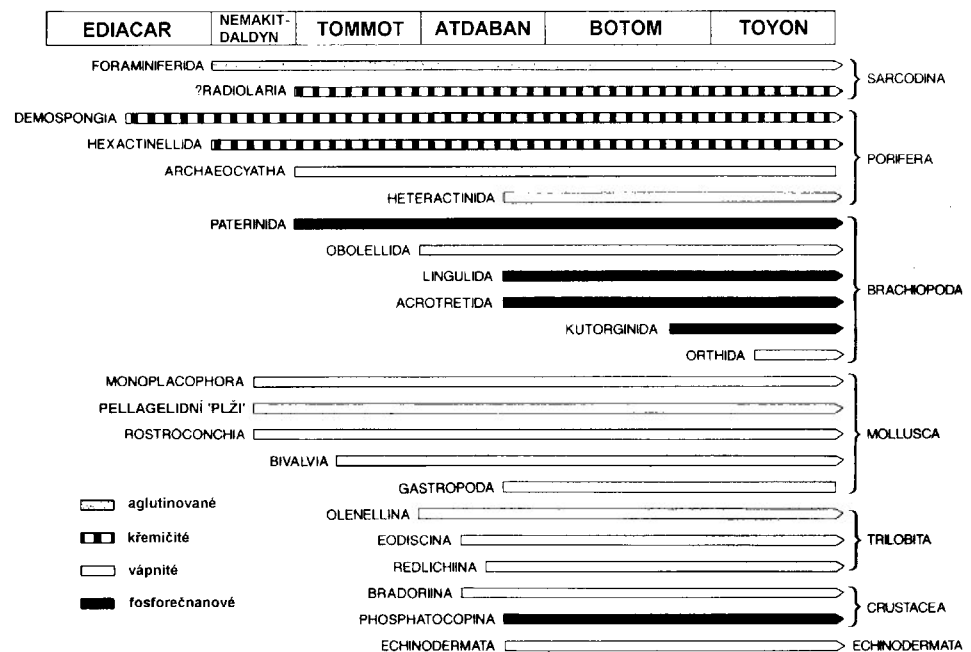 EDIACAR
NEMAKIT-
DALDYN
TOMMOT
ATDABAN
BOTOM
TOYON
FORAMINIFERIDA
?RADIOLARIA
SARCODINA
DEMOSPONGIA
HEXACTINELLIDA
ARCHAEOCYATHA
HETERACTINIDA
PORIFERA
PATERINIDA
OBOLELLIDA
LINGULIDA
ACROTRETIDA
KUTORGINIDA
ORTHIDA
BRACHIOPODA
MONOPLACOPHORA
PELLAGELIDNÍ 'PLŽI'
ROSTROCONCHIA
BIVALVIA
GASTROPODA
MOLLUSCA
OLENELLINA
EODISCINA
REDLICHIINA
TRILOBITA
BRADORIINA
PHOSPHATOCOPINA
CRUSTACEA
ECHINODERMATA
ECHINODERMATA
aglutinované
křemičité
vápnité
fosforečnanové